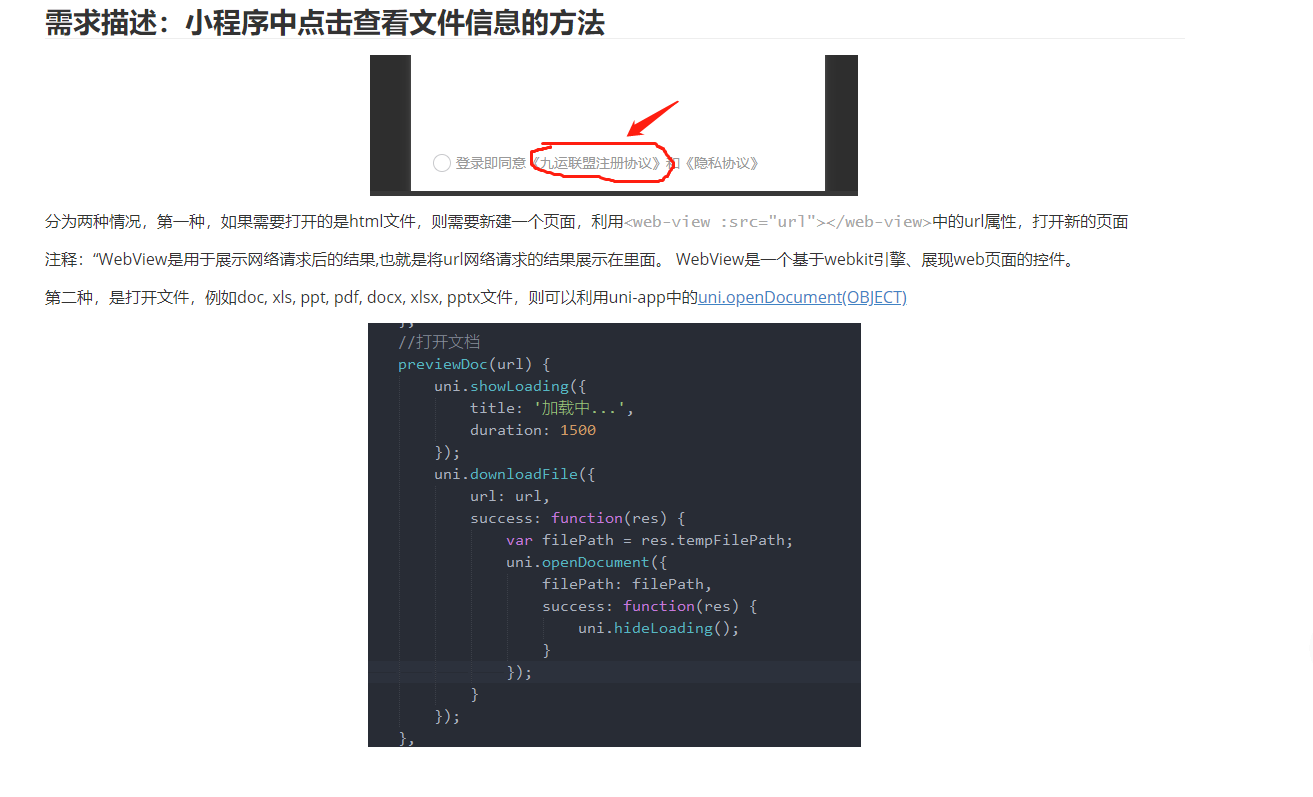 需求描述：小程序中点击查看文件信息的方法
登录即同意《九运联盟注册协议》和《隐私协议》
分为两种情况，第一种，如果需要打开的是html文件，则需要新建一个页面，利用<web-view :src="url"></web-view>中的url属性，打开新的页面
注释：“WebView是用于展示网络请求后的结果,也就是将url网络请求的结果展示在里面。 WebView是一个基于webkit引擎、展现web页面的控件。
第二种，是打开文件，例如doc, xls, ppt, pdf, docx, xlsx, pptx文件，则可以利用uni-app中的uni.openDocument(OBJECT)
},
//打开文档
previewDoc(url) {
uni.showLoading({
title: '加载中...',
duration: 1500
});
uni.downloadFile({
url: url,
success: function(res) {
var filePath = res.tempFilePath;
uni.openDocument({
filePath: filePath,
success: function(res) {
uni.hideLoading();
}
});
}
});
},